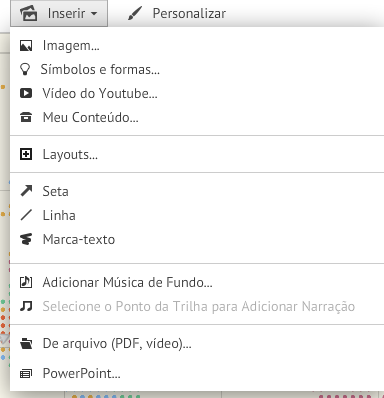 Inserir
Personalizar
Imagem...
Símbolos e formas...
Vídeo do Youtube...
Meu Conteúdo...
Layouts...
Seta
Linha
Marca-texto
Adicionar Música de Fundo...
Selecione o Ponto da Trilha para Adicionar Narração
De arquivo (PDF, vídeo)...
PowerPoint...